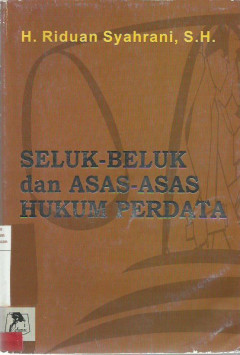 H. Riduan Syahrani, S.H.
SELUK-BELUK
dan ASAS-ASAS
HUKUM PERDATA